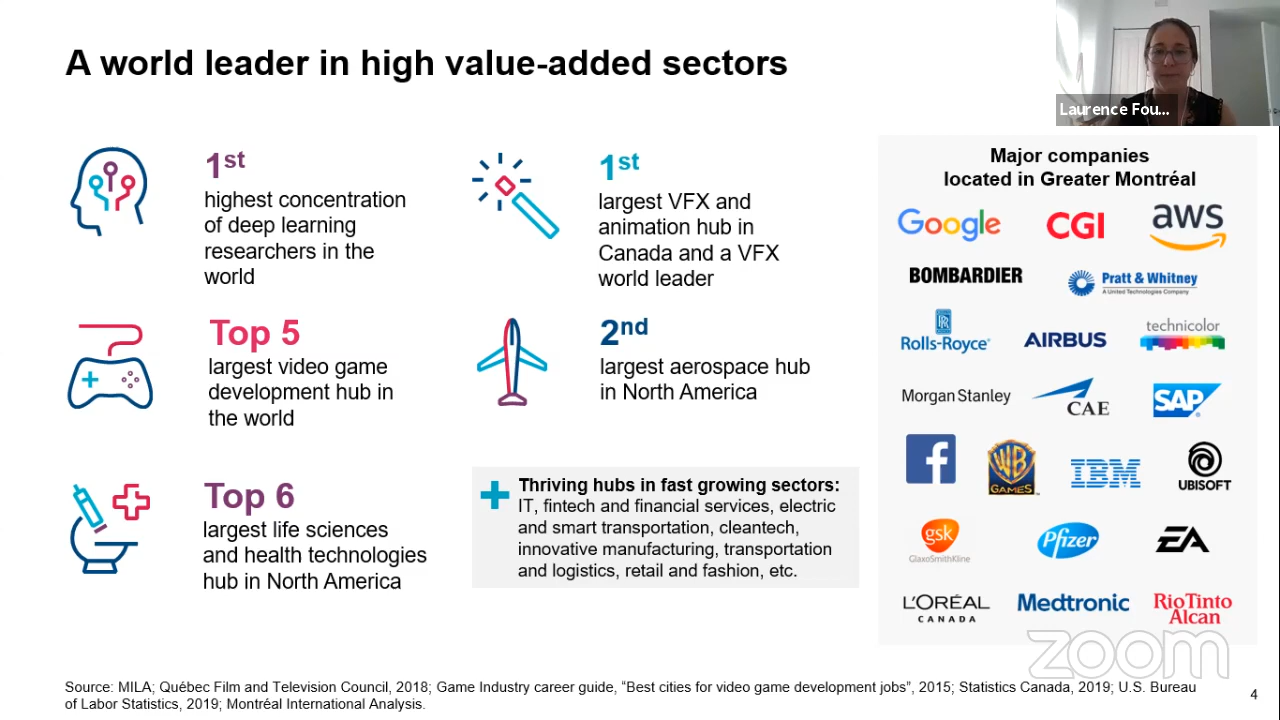 A world leader in high value-added sectors
Laurence Fou...
1st
highest concentration
of deep learning
researchers in the
world
1st
largest VFX and
animation hub in
Canada and a VFX
world leader
Top 5
largest video game
development hub in
the world
2nd
largest aerospace hub
in North America
Top 6
largest life sciences
and health technologies
hub in North America
Thriving hubs in fast growing sectors:
IT, fintech and financial services, electric
and smart transportation, cleantech,
innovative manufacturing, transportation
and logistics, retail and fashion, etc.
Major companies
located in Greater Montréal
Google CGI aws
BOMBARDIER Pratt & Whitney
A United Technologies Company
RR
Rolls-Royce AIRBUS technicolor
Morgan Stanley CAE SAP
f WB GAMES IBM UBISOFT
gsk
GlaxoSmithKline
Pfizer EA
L'ORÉAL
CANADA
Medtronic RioTinto
Alcan
zoom
Source: MILA; Québec Film and Television Council, 2018; Game Industry career guide, “Best cities for video game development jobs”, 2015; Statistics Canada, 2019; U.S. Bureau
of Labor Statistics, 2019; Montréal International Analysis.
4